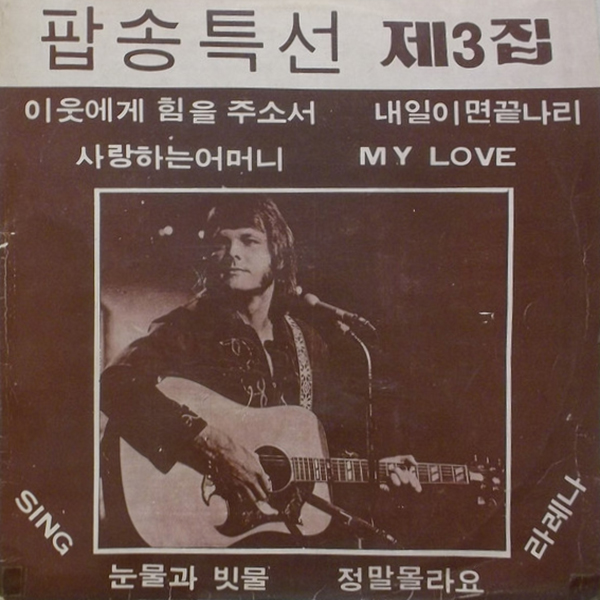 팝송특선 제3집
이웃에게 힘을 주소서 내일이면끝나리
사랑하는어머니 MY LOVE
SING
라레나
눈물과 빗물 정말몰라요